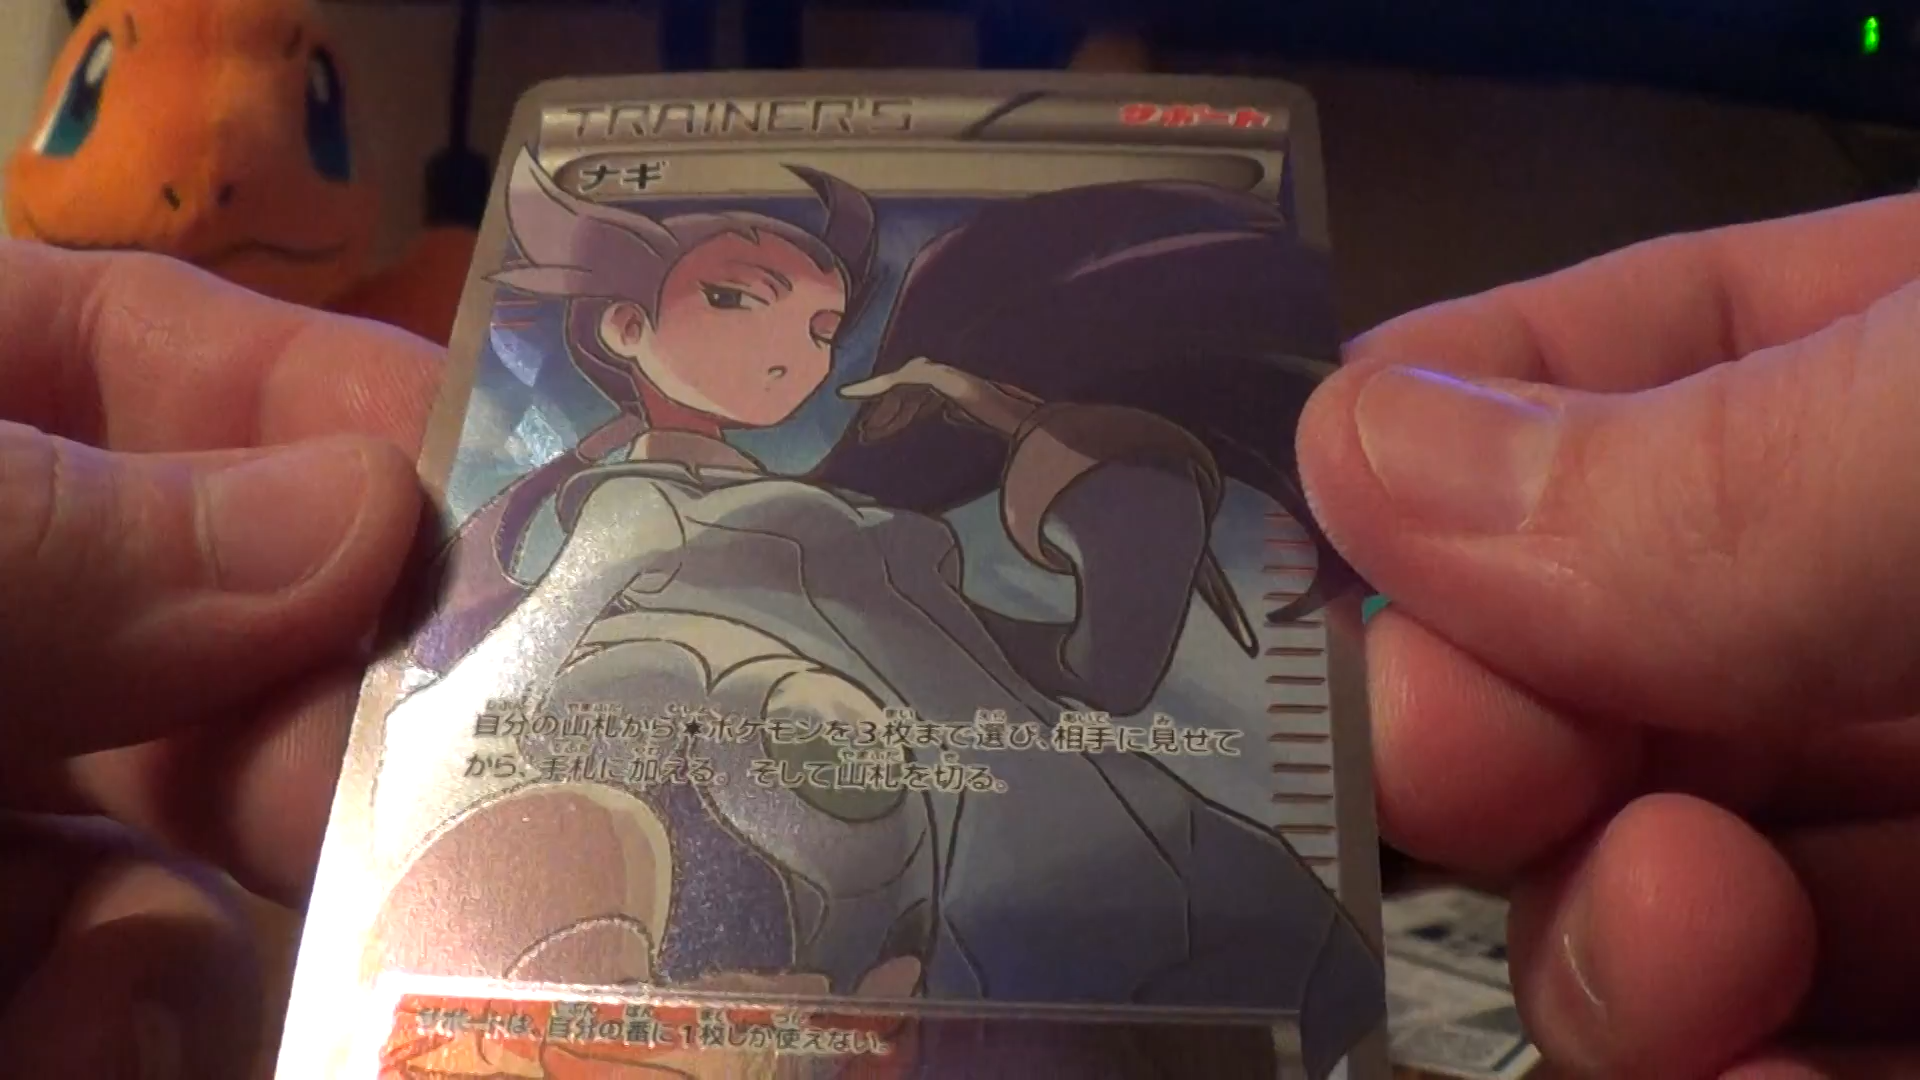 TRAINER'S サポート
ナギ
自分の山札から✷ポケモンを3枚まで選び、相手に見せて
から、手札に加える。そして山札を切る。
サポートは、自分の番に1枚しか使えない。